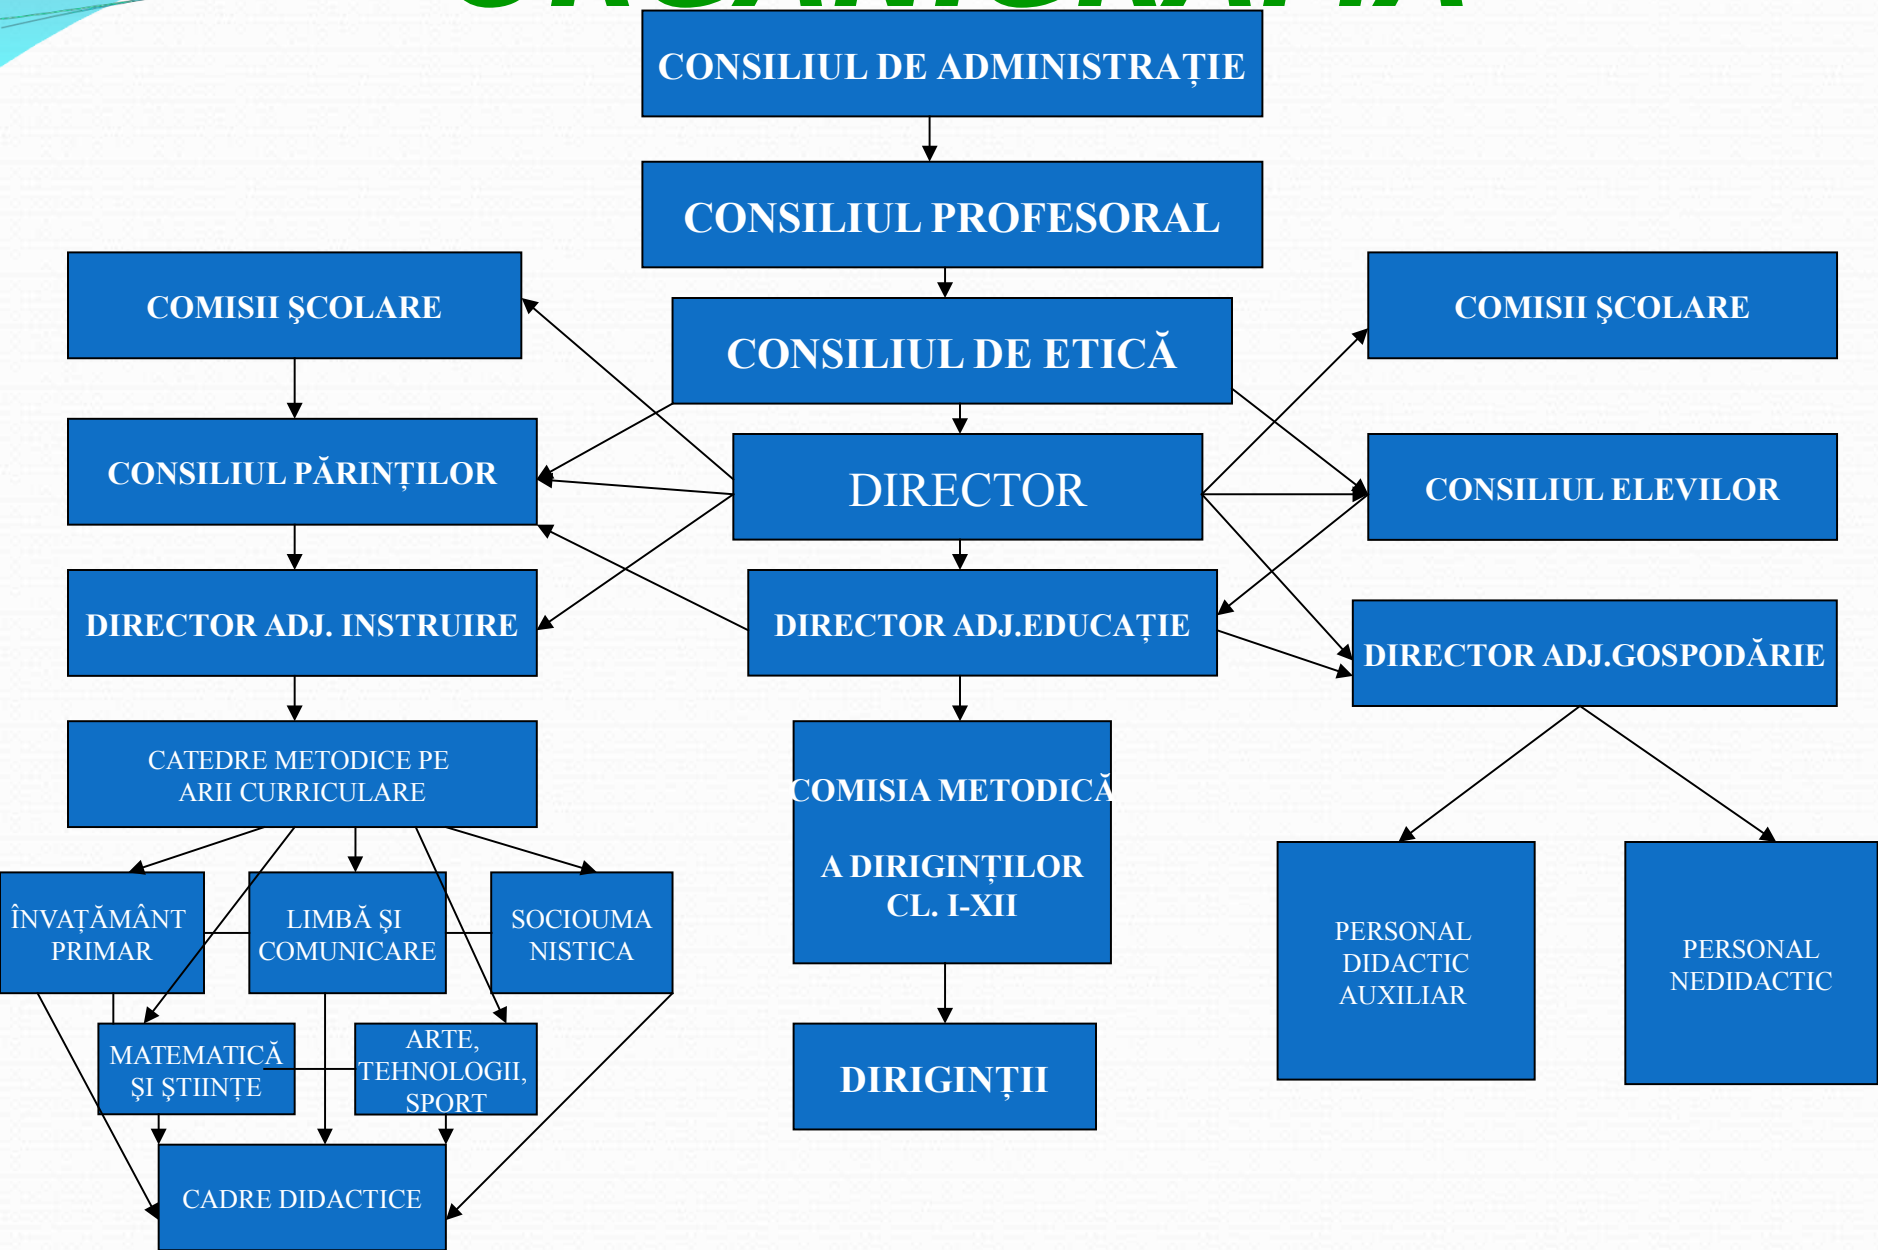 CONSILIUL DE ADMINISTRAȚIE
CONSILIUL PROFESORAL
COMISII ŞCOLARE
CONSILIUL DE ETICĂ
COMISII ŞCOLARE
CONSILIUL PĂRINȚILOR
DIRECTOR
CONSILIUL ELEVILOR
DIRECTOR ADJ. INSTRUIRE
DIRECTOR ADJ.EDUCAȚIE
DIRECTOR ADJ.GOSPODĂRIE
CATEDRE METODICE PE
ARII CURRICULARE
COMISIA METODICĂ
A DIRIGINȚILOR
CL. I-XII
ÎNVAȚĂMÂNT
PRIMAR
LIMBĂ ŞI
COMUNICARE
SOCIOUMA
NISTICA
PERSONAL
DIDACTIC
AUXILIAR
PERSONAL
NEDIDACTIC
MATEMATICĂ
ŞI ŞTIINȚE
ARTE,
TEHNOLOGII,
SPORT
DIRIGINȚII
CADRE DIDACTICE